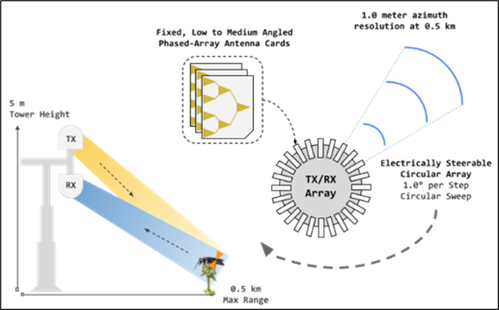 Fixed, Low to Medium Angled
Phased-Array Antenna Cards
1.0 meter azimuth
resolution at 0.5 km
5 m
Tower Height
TX
RX
TX/RX
Array
Electrically Steerable
Circular Array
1.0° per Step
Circular Sweep
0.5 km
Max Range